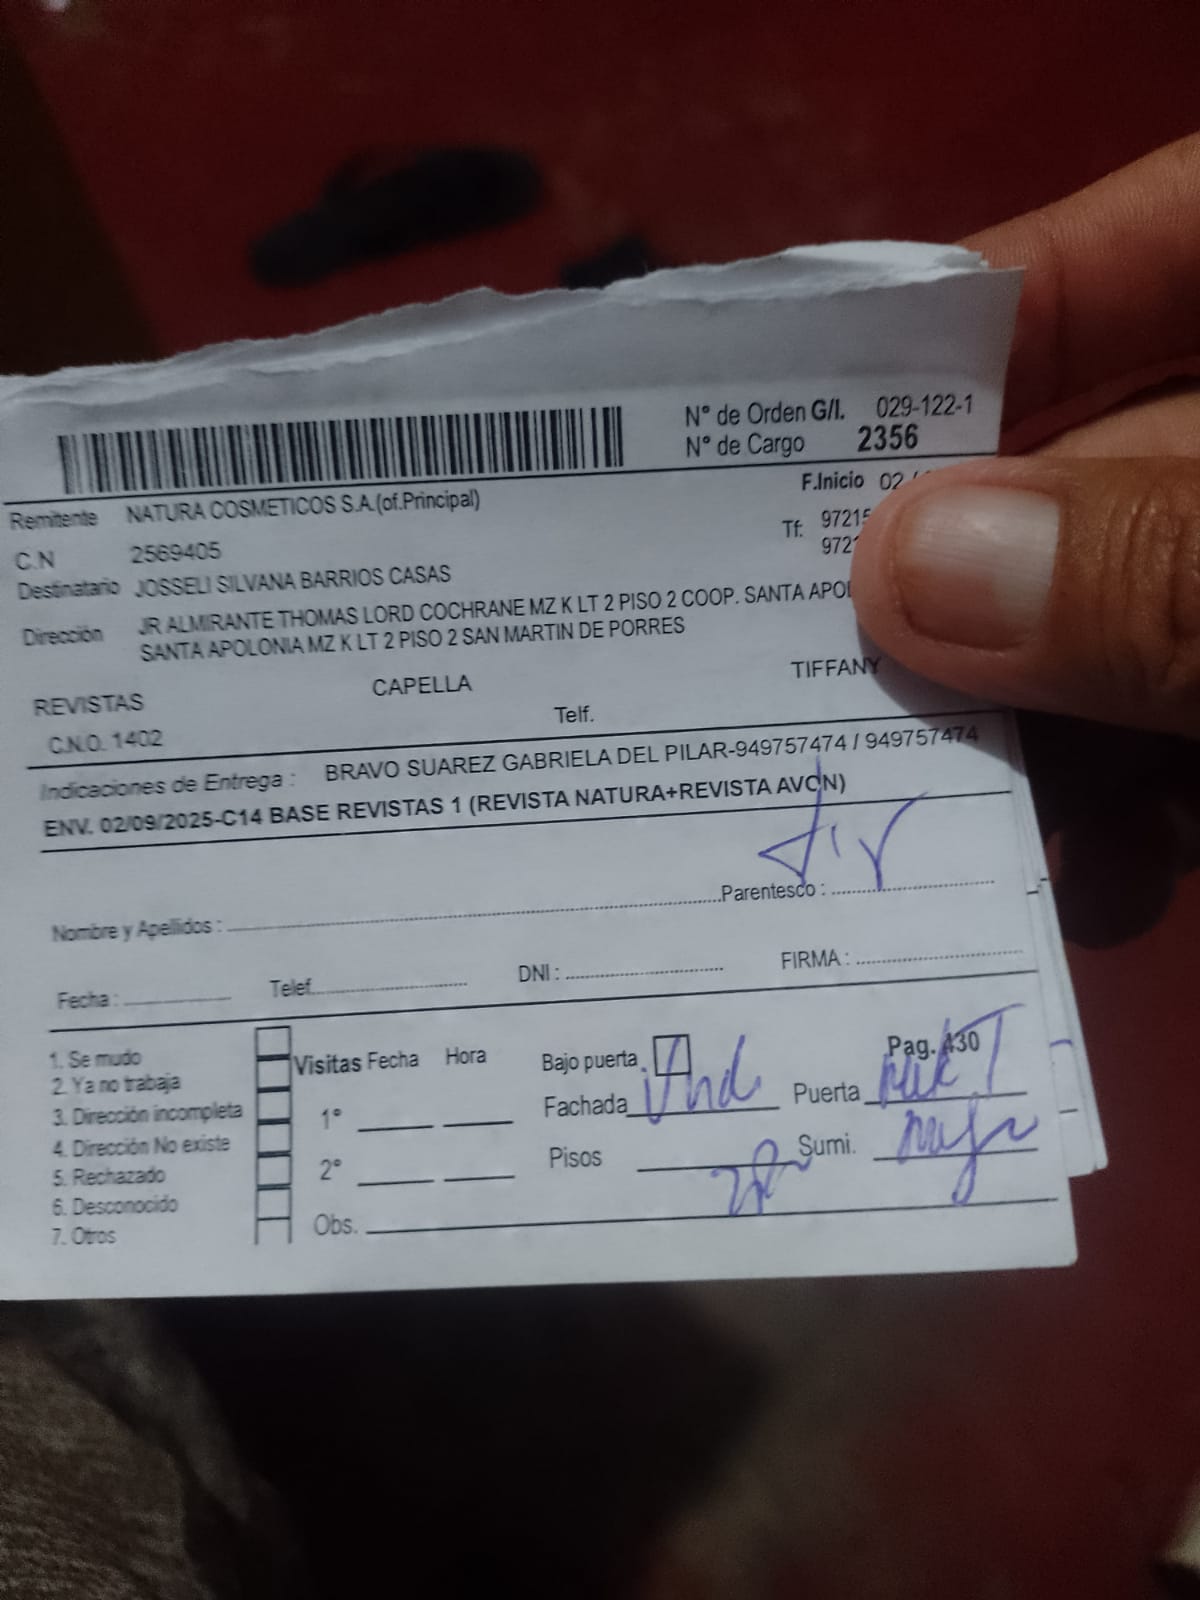 N° de Orden G/I. 029-122-1
N° de Cargo 2356
F.Inicio 02
Remitente NATURA COSMETICOS S.A.(of.Principal)
Tf: 9721
C.N 2569405
972
Destinatario JOSSELI SILVANA BARRIOS CASAS
Dirección JR ALMIRANTE THOMAS LORD COCHRANE MZ K LT 2 PISO 2 COOP. SANTA APOL
SANTA APOLONIA MZ K LT 2 PISO 2 SAN MARTIN DE PORRES
REVISTAS CAPELLA TIFFANY
C.N.O. 1402 Telf.
Indicaciones de Entrega : BRAVO SUAREZ GABRIELA DEL PILAR-949757474 / 949757474
ENV. 02/09/2025-C14 BASE REVISTAS 1 (REVISTA NATURA+REVISTA AVON)
Nombre y Apellidos : Parentesco :
Fecha : Telef. DNI : FIRMA :
1. Se mudo
2. Ya no trabaja
3. Dirección incompleta
4. Dirección No existe
5. Rechazado
6. Desconocido
7. Otros
Visitas Fecha Hora
1°
2°
Obs.
Bajo puerta. Pag. 430
Fachada Puerta
Pisos Sumi.